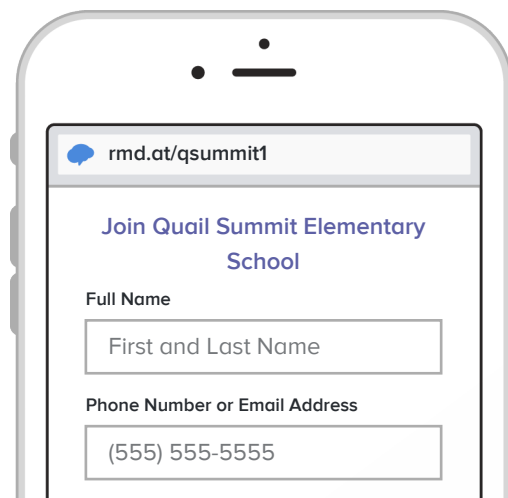 rmd.at/qsummit1
Join Quail Summit Elementary
School
Full Name
First and Last Name
Phone Number or Email Address
(555) 555-5555